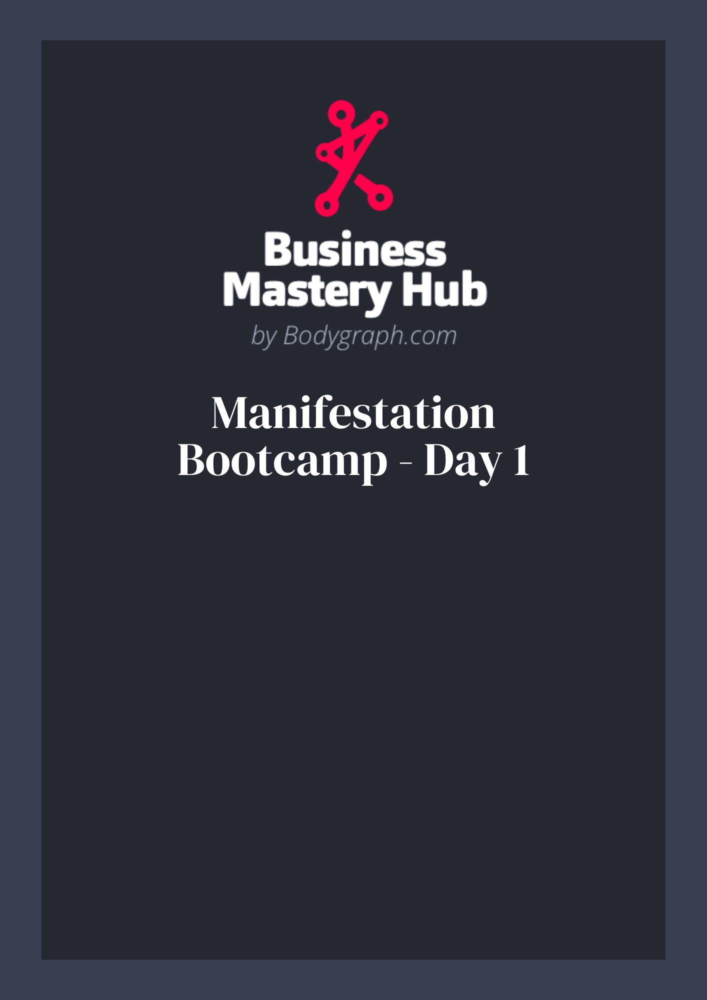 Business
Mastery Hub
by Bodygraph.com
Manifestation
Bootcamp - Day 1